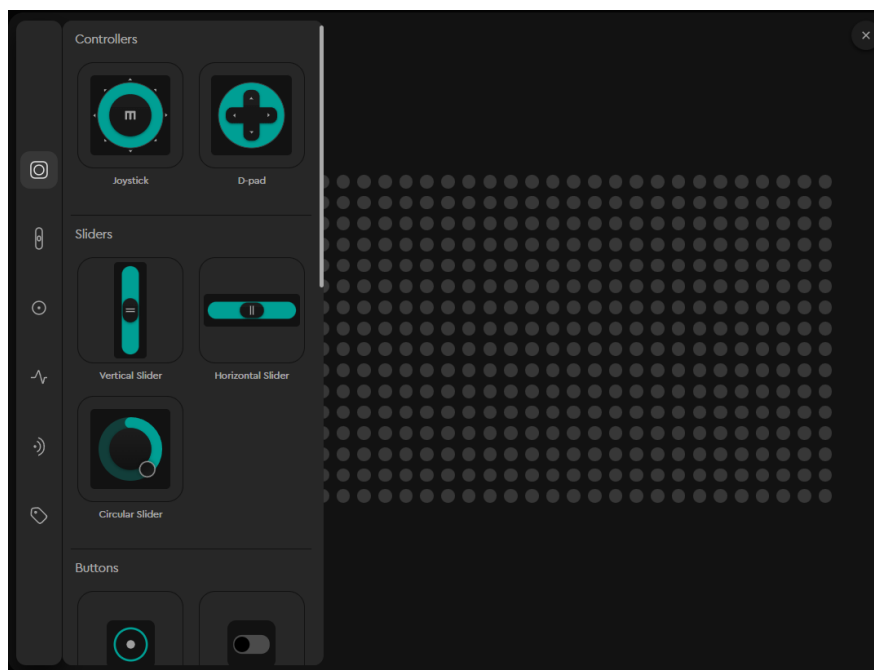 Controllers
m
Joystick
D-pad
Sliders
Vertical Slider
Horizontal Slider
Circular Slider
Buttons